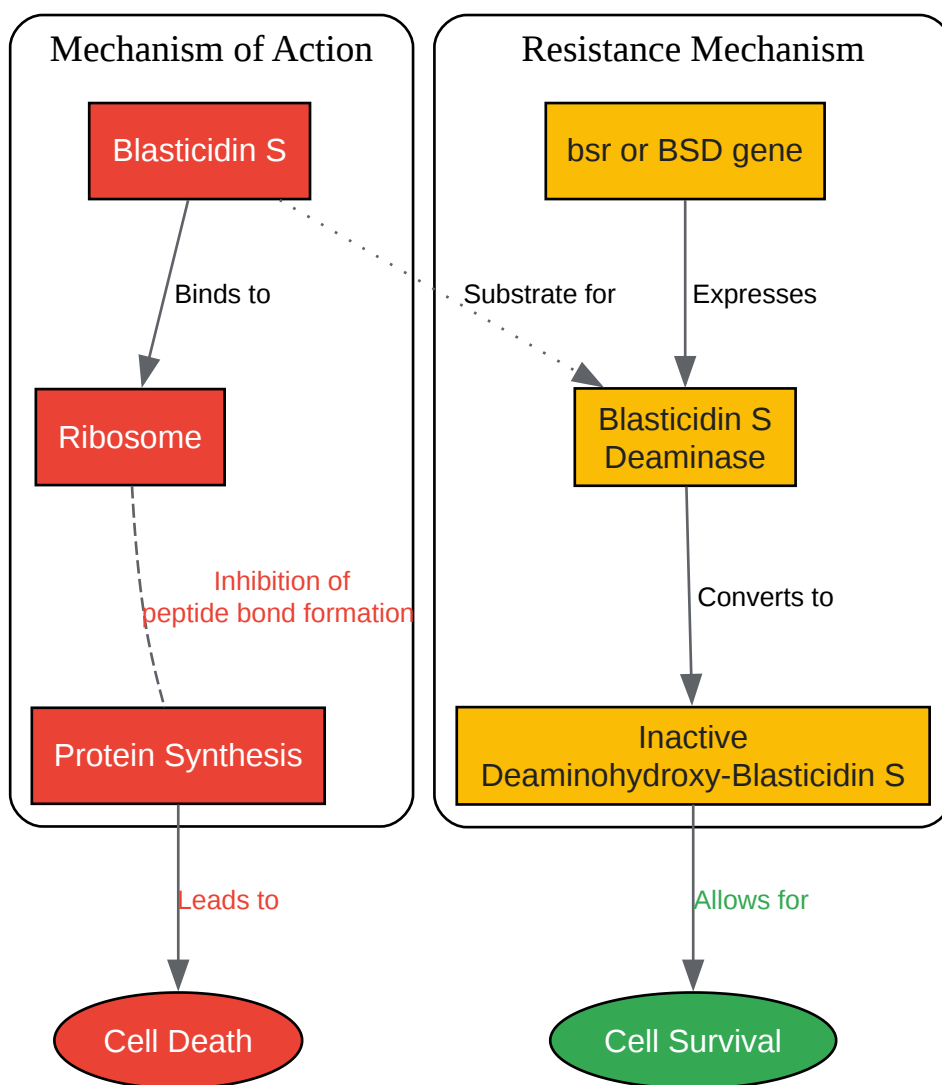 Mechanism of Action
Resistance Mechanism
Blasticidin S
bsr or BSD gene
Binds to
Substrate for
Expresses
Ribosome
Blasticidin S
Deaminase
Inhibition of
peptide bond formation
Converts to
Protein Synthesis
Inactive
Deaminohydroxy-Blasticidin S
Leads to
Allows for
Cell Death
Cell Survival